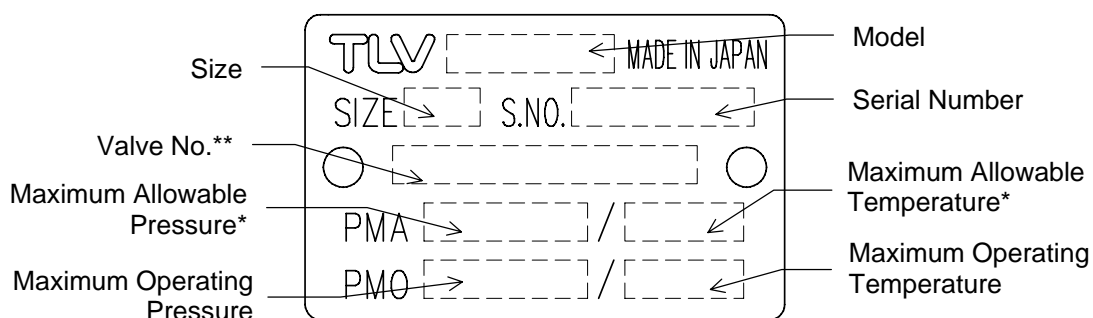 TLV MADE IN JAPAN Model
Size
SIZE S.NO. Serial Number
Valve No.**
Maximum Allowable
Pressure*
PMA / Maximum Allowable
Temperature*
Maximum Operating
Pressure
PMO / Maximum Operating
Temperature